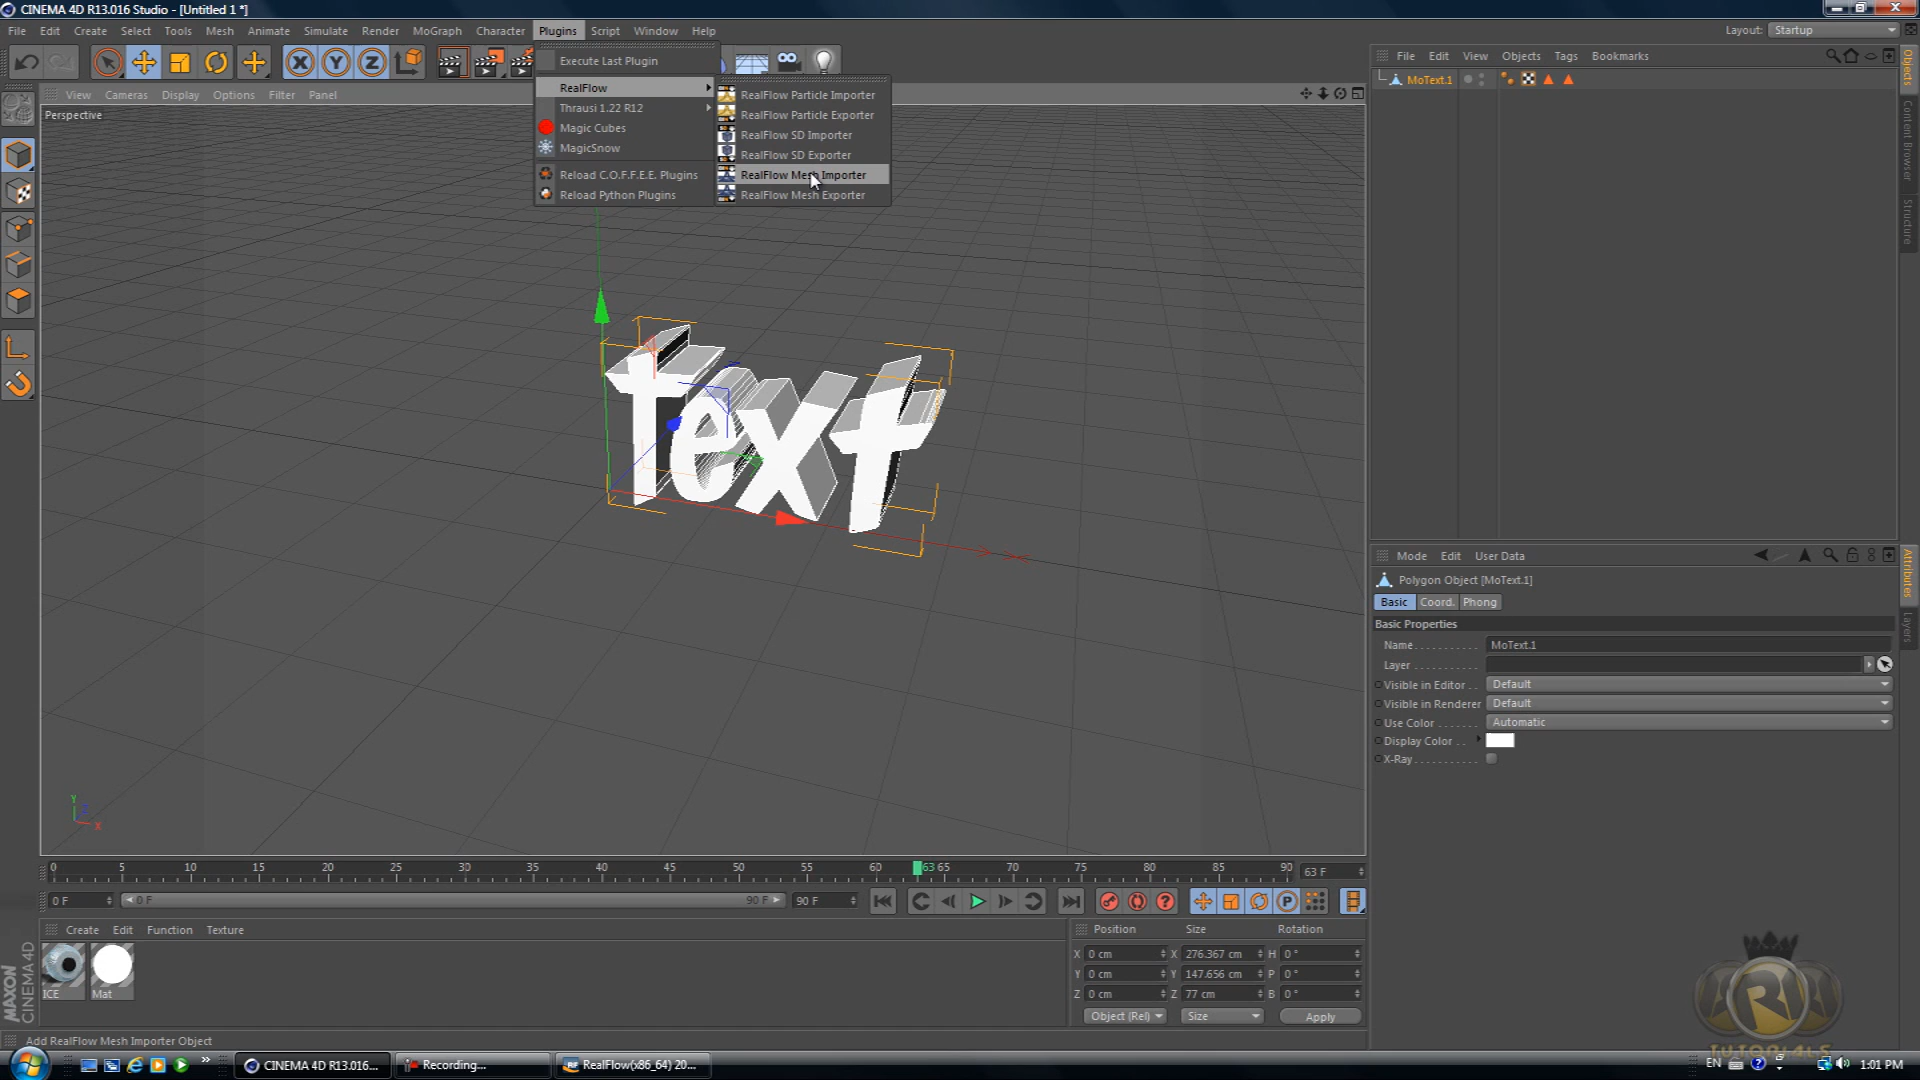 CINEMA 4D R13.016 Studio - [Untitled 1 *]
File Edit Create Select Tools Mesh Animate Simulate Render MoGraph Character Plugins Script Window Help
Layout: Startup
Execute Last Plugin
RealFlow
Thrausi 1.22 R12
Magic Cubes
MagicSnow
Reload C.O.F.F.E.E. Plugins
Reload Python Plugins
RealFlow Particle Importer
RealFlow Particle Exporter
RealFlow SD Importer
RealFlow SD Exporter
RealFlow Mesh Importer
RealFlow Mesh Exporter
View Cameras Display Options Filter Panel
Perspective
X Y Z
Text
Y
Z
X
File Edit View Objects Tags Bookmarks
MoText.1
Objects
Content Browser
Structure
Mode Edit User Data
Polygon Object [MoText.1]
Basic Coord. Phong
Basic Properties
Name MoText.1
Layer
Visible in Editor Default
Visible in Renderer Default
Use Color Automatic
Display Color
X-Ray
Attributes
Layers
0 5 10 15 20 25 30 35 40 45 50 55 60 63 65 70 75 80 85 90
63 F
0 F 0 F 90 F 90 F
Create Edit Function Texture
ICE Mat
Position Size Rotation
X 0 cm X 276.367 cm H 0 °
Y 0 cm Y 147.656 cm P 0 °
Z 0 cm Z 77 cm B 0 °
Object (Rel) Size Apply
MAXON
CINEMA 4D
Add RealFlow Mesh Importer Object
CINEMA 4D R13.016...
Recording...
RealFlow(x86_64) 20...
TUTOR14LS
EN
1:01 PM